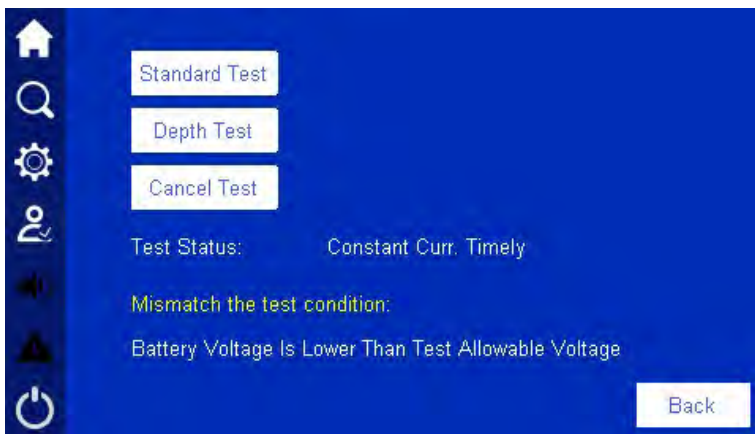 Standard Test
Depth Test
Cancel Test
Test Status: Constant Curr. Timely
Mismatch the test condition:
Battery Voltage Is Lower Than Test Allowable Voltage
Back